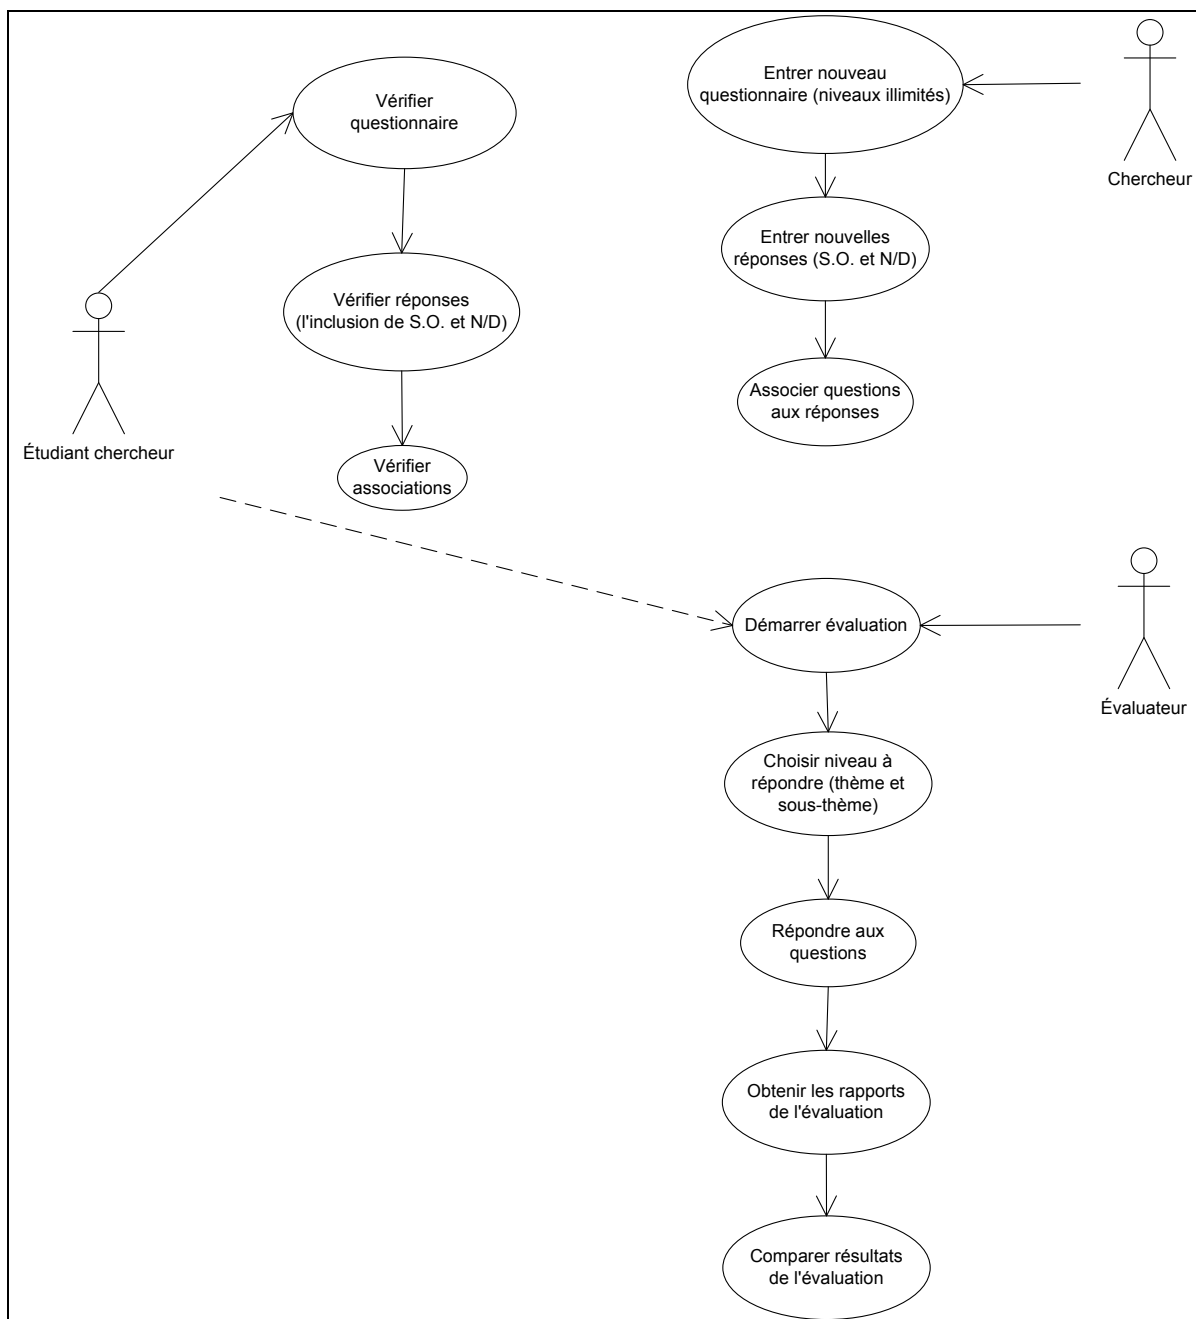 Entrer nouveau
questionnaire (niveaux illimités)
Vérifier
questionnaire
Chercheur
Entrer nouvelles
réponses (S.O. et N/D)
Vérifier réponses
(l'inclusion de S.O. et N/D)
Associer questions
aux réponses
Étudiant chercheur
Vérifier
associations
Démarrer évaluation
Évaluateur
Choisir niveau à
répondre (thème et
sous-thème)
Répondre aux
questions
Obtenir les rapports
de l'évaluation
Comparer résultats
de l'évaluation